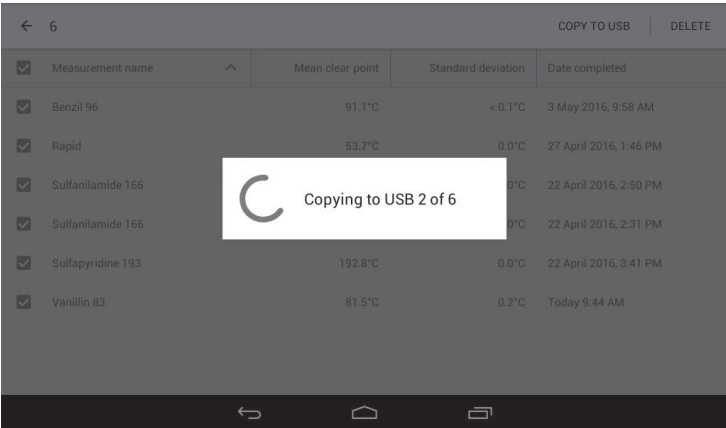 6 COPY TO USB DELETE
Measurement name Mean clear point Standard deviation Date completed
Benzil 96 91.1°C < 0.1°C 3 May 2016, 9:58 AM
Rapid 53.7°C 0.0°C 27 April 2016, 1:46 PM
Sulfanilamide 166 0°C 22 April 2016, 2:50 PM
Copying to USB 2 of 6
Sulfanilamide 166 0°C 22 April 2016, 2:31 PM
Sulfapyridine 193 192.8°C 0.0°C 22 April 2016, 3:41 PM
Vanillin 83 81.5°C 0.2°C Today 9:44 AM